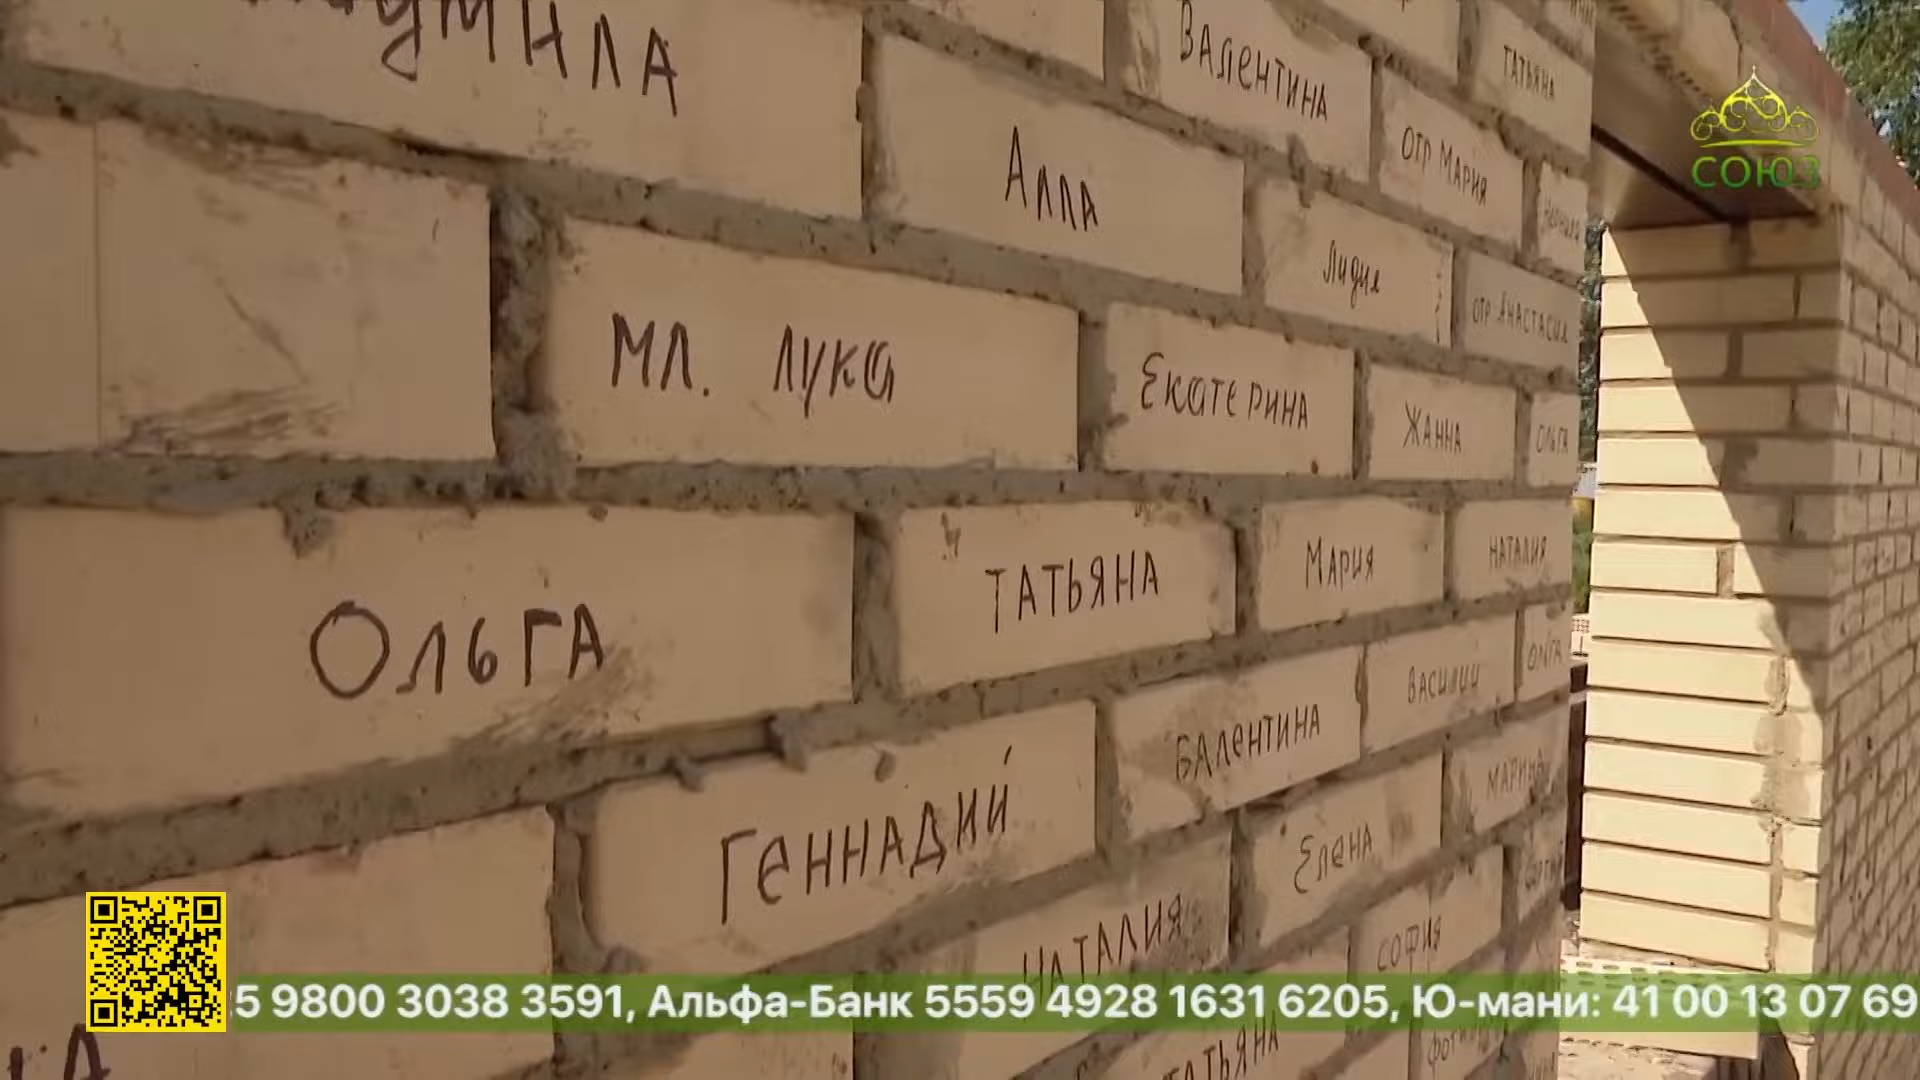 ВАЛЕНТИНА
ТАТЬЯНА
АЛЛА
ОТР МАРИЯ
СОЮЗ
Лидия
ОТР АНАСТАСИЯ
МЛ. ЛУКА
ЕКАТЕРИНА
ЖАННА
ОЛЬГА
ОЛЬГА
ТАТЬЯНА
МАРИЯ
НАТАЛИЯ
ВАЛЕНТИНА
ВАСИЛИЙ
ОЛЬГА
ГЕННАДИЙ
ЕЛЕНА
НАТАЛИЯ
СОФИЯ
5 9800 3038 3591, Альфа-Банк 5559 4928 1631 6205, Ю-мани: 41 00 13 07 69
ТАТЬЯНА